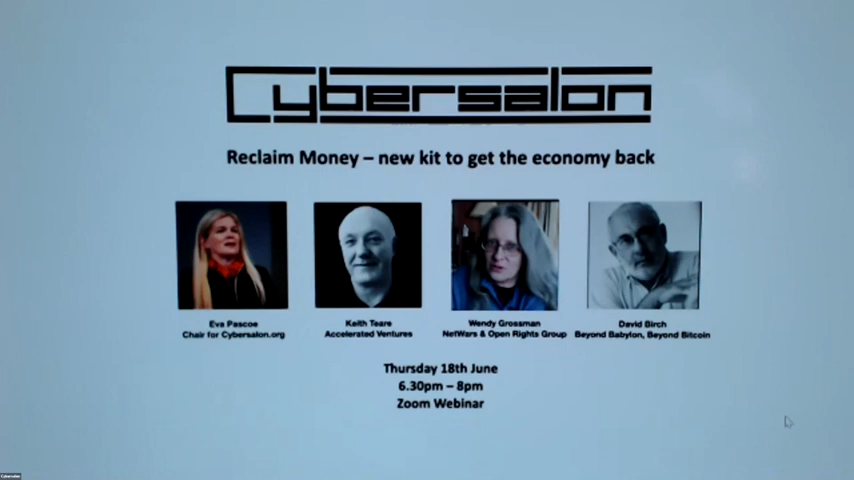 Cybersalon
Reclaim Money – new kit to get the economy back
Eva Pascoe
Chair for Cybersalon.org
Keith Teare
Accelerated Ventures
Wendy Grossman
NetWars & Open Rights Group
David Birch
Beyond Babylon, Beyond Bitcoin
Thursday 18th June
6.30pm – 8pm
Zoom Webinar
Cybersalon